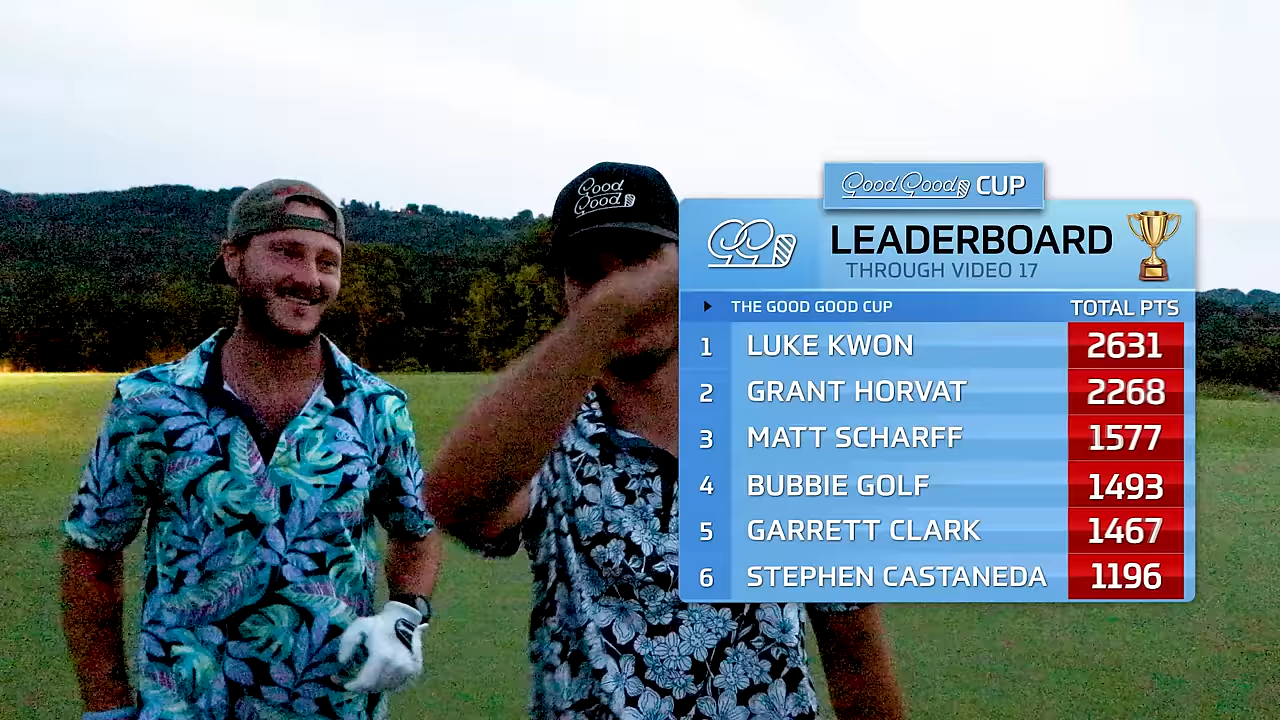 Good
Good
Good Good CUP
GG
LEADERBOARD
THROUGH VIDEO 17
THE GOOD GOOD CUP TOTAL PTS
1 LUKE KWON 2631
2 GRANT HORVAT 2268
3 MATT SCHARFF 1577
4 BUBBIE GOLF 1493
5 GARRETT CLARK 1467
6 STEPHEN CASTANEDA 1196